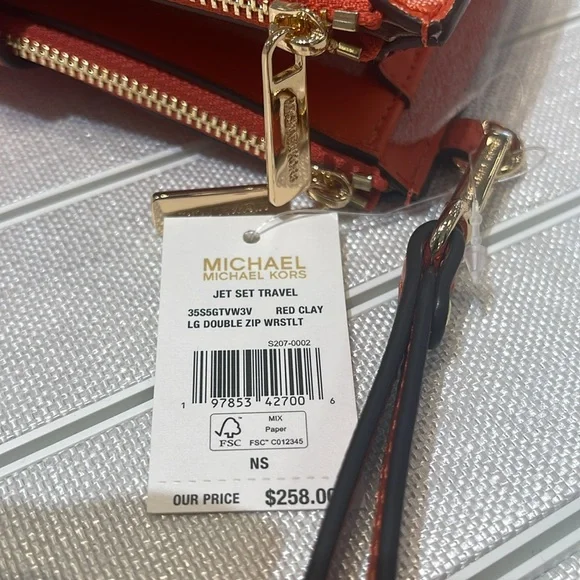 MICHAEL
MICHAEL KORS
JET SET TRAVEL
35S5GTVW3V RED CLAY
LG DOUBLE ZIP WRSTLT
S207-0002
1 97853 42700 6
FSC
MIX
Paper
FSC™ C012345
NS
OUR PRICE $258.00